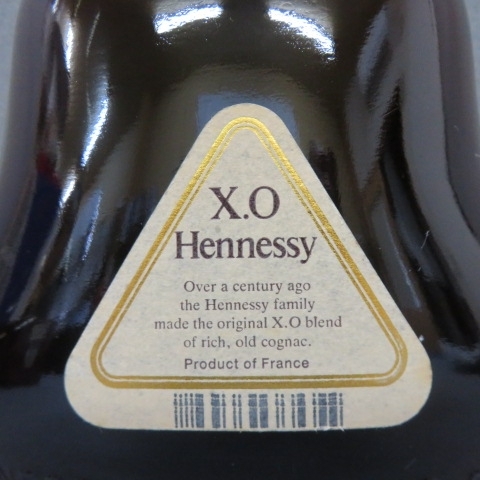 X.O
Hennessy
Over a century ago
the Hennessy family
made the original X.O blend
of rich, old cognac.
Product of France